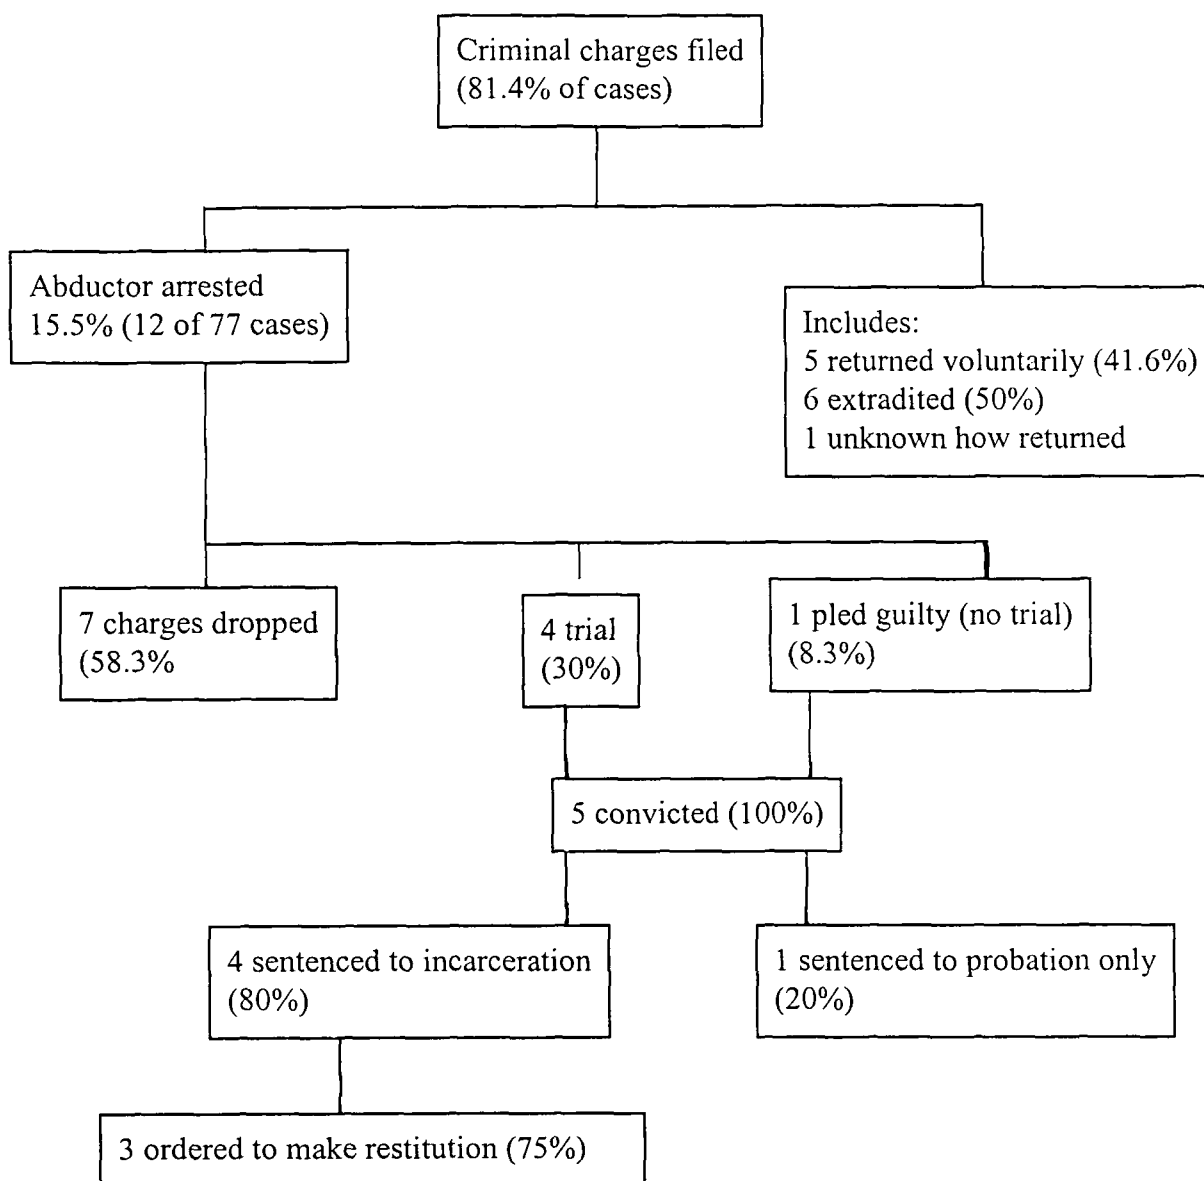 Criminal charges filed
(81.4% of cases)
Abductor arrested
15.5% (12 of 77 cases)
Includes:
5 returned voluntarily (41.6%)
6 extradited (50%)
1 unknown how returned
7 charges dropped
(58.3%
4 trial
(30%)
1 pled guilty (no trial)
(8.3%)
5 convicted (100%)
4 sentenced to incarceration
(80%)
1 sentenced to probation only
(20%)
3 ordered to make restitution (75%)